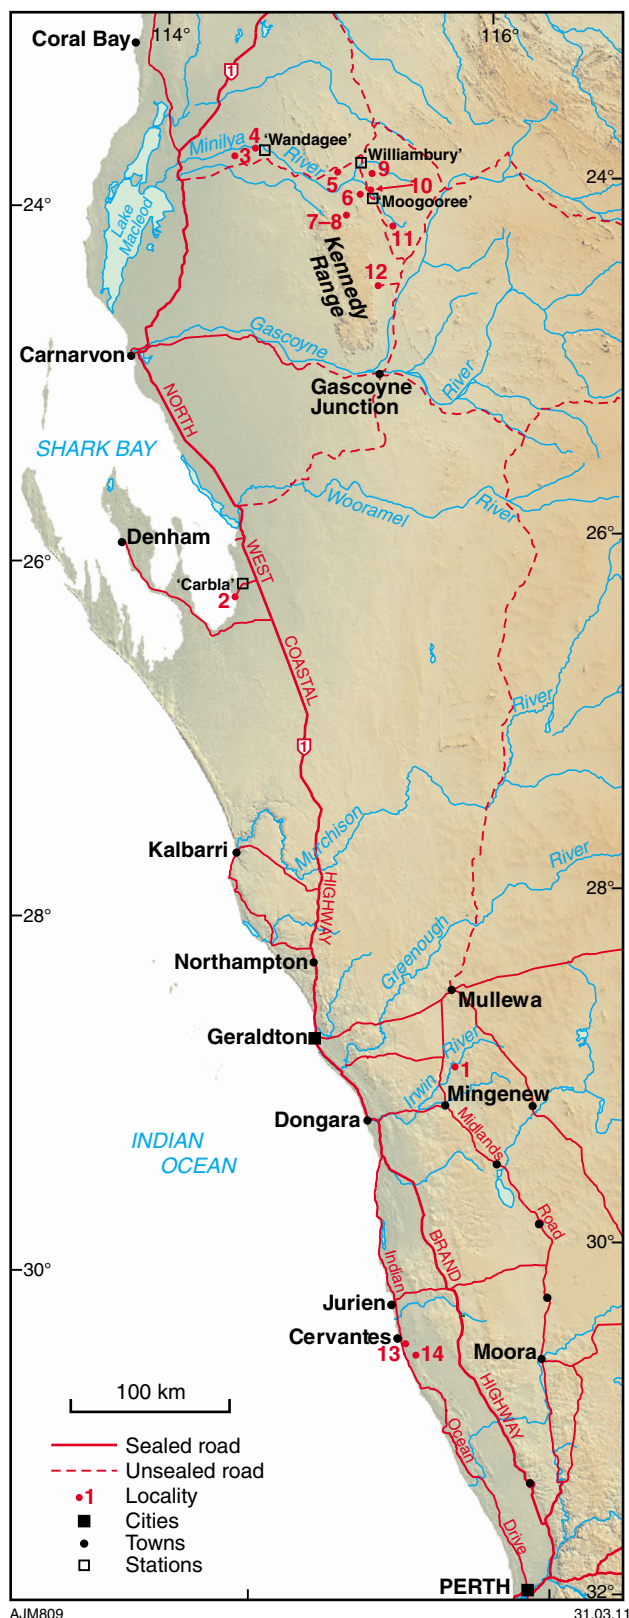 114°
116°
Coral Bay
1
Minilya
River
4
'Wandagee'
3
'Williambury'
5
9
24°
10
6
'Moogooree'
24°
Lake
Macleod
7–8
11
Kennedy
Range
12
Gascoyne
River
Carnarvon
Gascoyne
Junction
NORTH
SHARK BAY
Wooramel
River
Denham
26°
WEST
26°
'Carbla'
2
COASTAL
River
1
Murchison
Kalbarri
River
HIGHWAY
28°
28°
Greenough
Northampton
Mullewa
Geraldton
River
1
Irwin
Mingenew
Dongara
Midlands
INDIAN
OCEAN
Road
BRAND
30°
Indian
30°
Jurien
Cervantes
13
14
Moora
100 km
HIGHWAY
Ocean
Sealed road
Unsealed road
1 Locality
Cities
Towns
Stations
Drive
PERTH
32°
AJM809
31.03.11